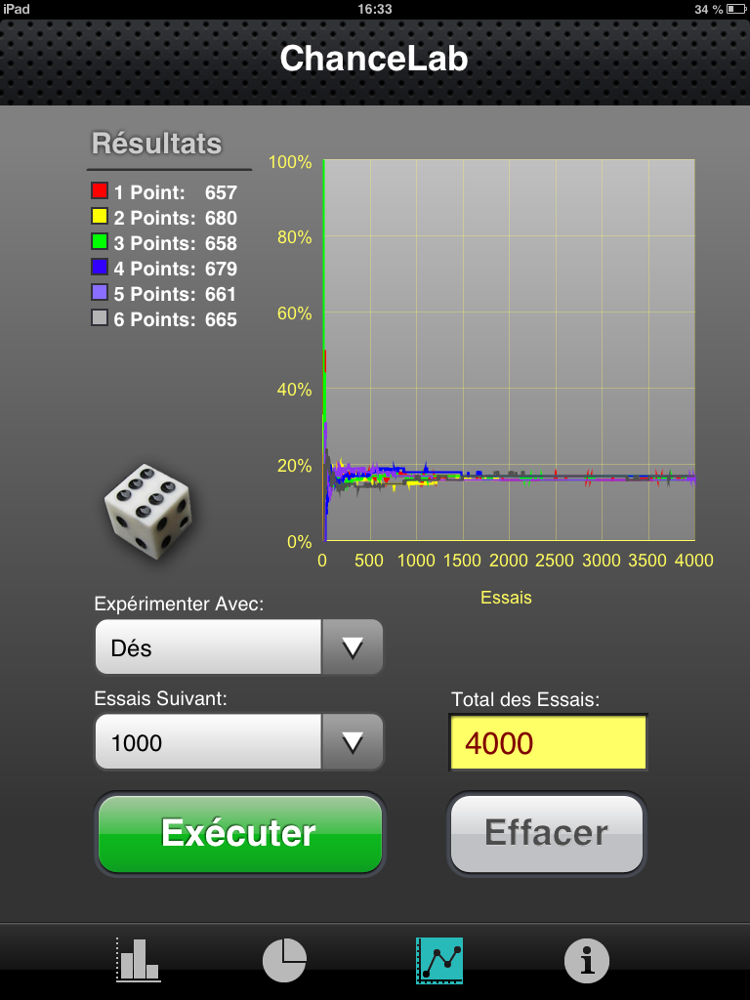 iPad 16:33 34 %
ChanceLab
Résultats
1 Point: 657
2 Points: 680
3 Points: 658
4 Points: 679
5 Points: 661
6 Points: 665
100%
80%
60%
40%
20%
0%
0 500 1000 1500 2000 2500 3000 3500 4000
Essais
Expérimenter Avec:
Dés
Essais Suivant:
1000
Total des Essais:
4000
Exécuter
Effacer